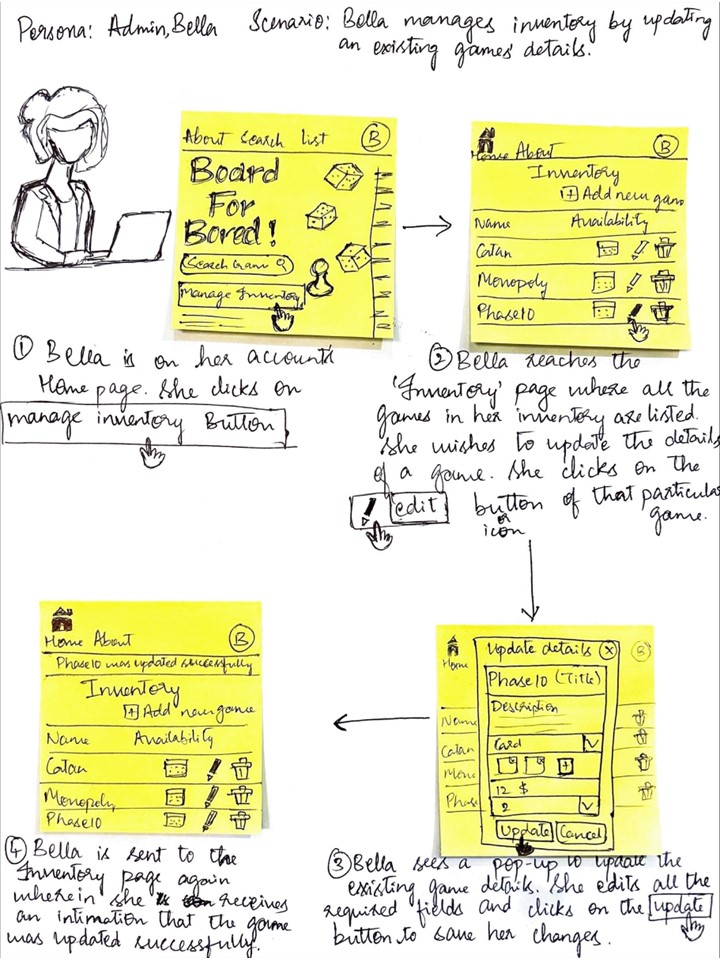 Persona: Admin, Bella Scenario: Bella manages inventory by updating
an existing games' details.
About Search list B
Board
For
Bored!
Search Game
Manage Inventory
Home About B
Inventory
+ Add new game
Name Availability
Catan
Monopoly
Phase10
① Bella is on her account's
Home page. She clicks on
manage inventory Button
② Bella reaches the
'Inventory' page where all the
games in her inventory are listed.
She wishes to update the details
of a game. She clicks on the
edit button of that particular
or
icon game.
Home About B
Phase10 was updated successfully
Inventory
+ Add new game
Name Availability
Catan
Monopoly
Phase10
④ Bella is sent to the
Inventory page again
wherein she receives
an intimation that the game
was updated successfully.
Home B
Name
Catan
Mono
Phase
Update details X
Phase10 (Title)
Description
Card
+
12 $
2
Update Cancel
③ Bella sees a pop-up to update the
existing game details. She edits all the
required fields and clicks on the update
button to save her changes.